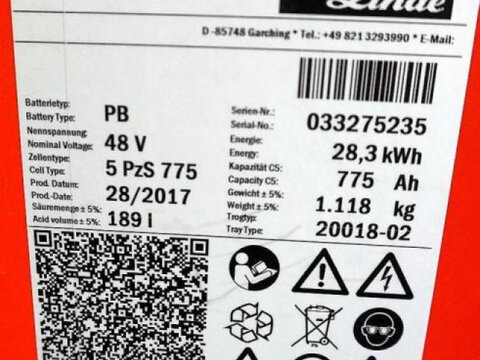 Linde
D -85748 Garching * Tel.: +49 821 3293990 * E-Mail:
Batterietyp:
Battery Type: PB
Nennspannung:
Nominal Voltage: 48 V
Zellentype:
Cell Type: 5 PzS 775
Prod. Datum:
Prod.-Date: 28/2017
Säuremenge ± 5%:
Acid volume ± 5%: 189 l
Serien-Nr.:
Serial-No.: 033275235
Energie:
Energy: 28,3 kWh
Kapazität C5:
Capacity C5: 775 Ah
Gewicht ± 5%:
Weight ± 5%: 1.118 kg
Trogtyp:
Tray Type: 20018-02